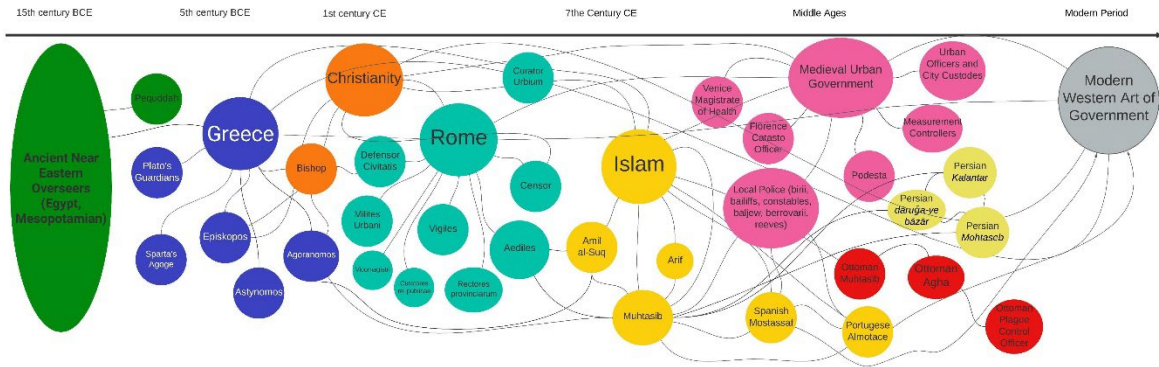 15th century BCE
5th century BCE
1st century CE
7the Century CE
Middle Ages
Modern Period
Ancient Near
Eastern
Overseers
(Egypt,
Mesopotamian)
Pequddah
Greece
Plato's
Guardians
Sparta's
Agoge
Episkopos
Astynomos
Agoranomos
Christianity
Bishop
Rome
Curator
Urbium
Defensor
Civitatis
Censor
Milites
Urbani
Vigiles
Aediles
Rectores
provinciarum
Islam
Amil
al-Suq
Arif
Muhtasib
Spanish
Mostassaf
Portugese
Almotace
Medieval Urban
Government
Urban
Officers and
City Custodes
Venice
Magistrate
of Health
Florence
Catasto
Officer
Measurement
Controllers
Podesta
Local Police (birii,
bailiffs, constables,
baljew, berrovarii,
reeves)
Persian
Kalantar
Persian
dāruḡa-ye
bāzār
Persian
Mohtaseb
Ottoman
Muhtasib
Ottoman
Agha
Ottoman
Plague
Control
Officer
Modern
Western Art of
Government